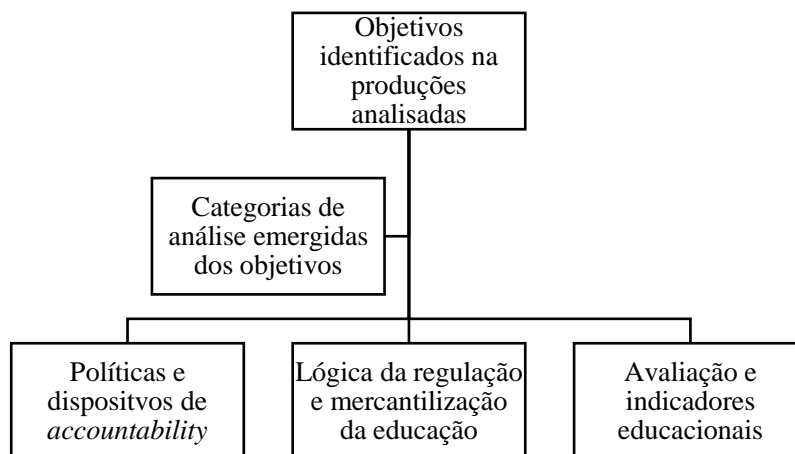 Objetivos
identificados na
produções
analisadas
Categorias de
análise emergidas
dos objetivos
Políticas e
dispositvos de
accountability
Lógica da regulação
e mercantilização
da educação
Avaliação e
indicadores
educacionais